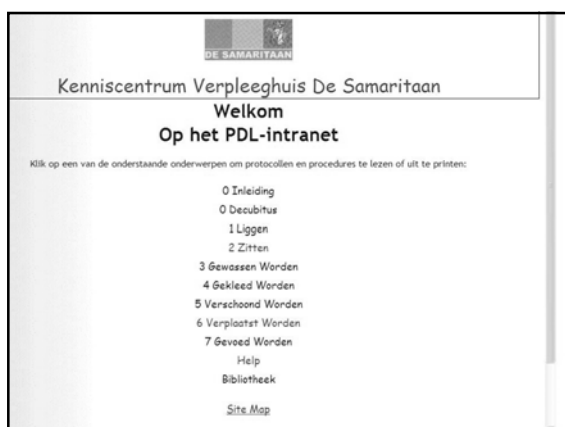 DE SAMARITAAN
Kenniscentrum Verpleeghuis De Samaritaan
Welkom
Op het PDL-intranet
Klik op een van de onderstaande onderwerpen om protocollen en procedures te lezen of uit te printen:
0 Inleiding
0 Decubitus
1 Liggen
2 Zitten
3 Gewassen Worden
4 Gekleed Worden
5 Verschoond Worden
6 Verplaatst Worden
7 Gevoed Worden
Help
Bibliotheek
Site Map